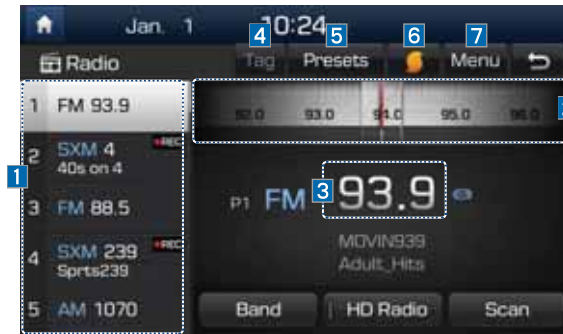 Jan. 1 10:24
4 5 6 7
Radio Tag Presets Menu
1 FM 93.9
92.0 93.0 94.0 95.0 96.0
2 SXM 4 REC
40s on 4
1
3 FM 88.5
P1 FM 3 93.9
MOVIN939
Adult_Hits
4 SXM 239 REC
Sprts239
5 AM 1070
Band HD Radio Scan